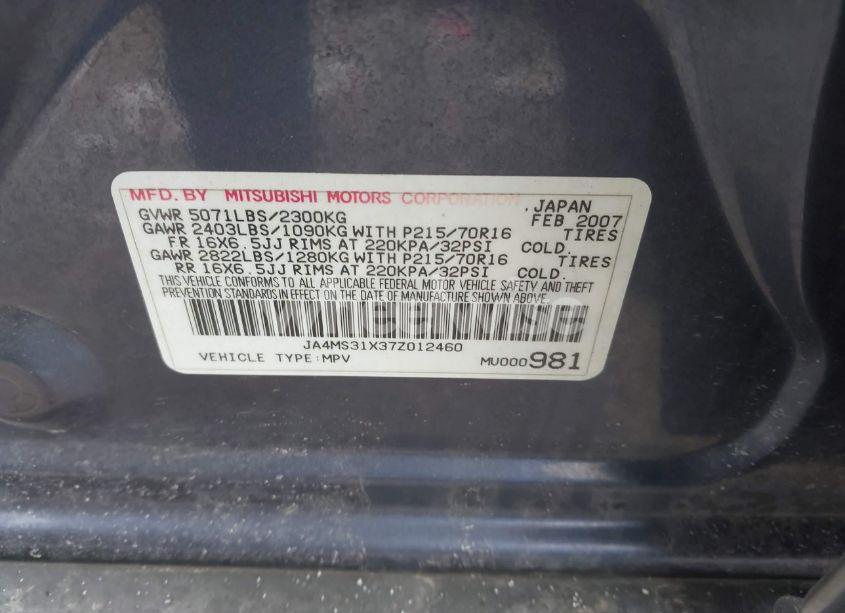 MFD. BY MITSUBISHI MOTORS CORPORATION, JAPAN
GVWR 5071LBS/2300KG FEB 2007
GAWR 2403LBS/1090KG WITH P215/70R16 TIRES
FR 16X6.5JJ RIMS AT 220KPA/32PSI COLD.
GAWR 2822LBS/1280KG WITH P215/70R16 TIRES
RR 16X6.5JJ RIMS AT 220KPA/32PSI COLD.
THIS VEHICLE CONFORMS TO ALL APPLICABLE FEDERAL MOTOR VEHICLE SAFETY AND THEFT
PREVENTION STANDARDS IN EFFECT ON THE DATE OF MANUFACTURE SHOWN ABOVE.
JA4MS31X37Z012460
VEHICLE TYPE:MPV MU000981